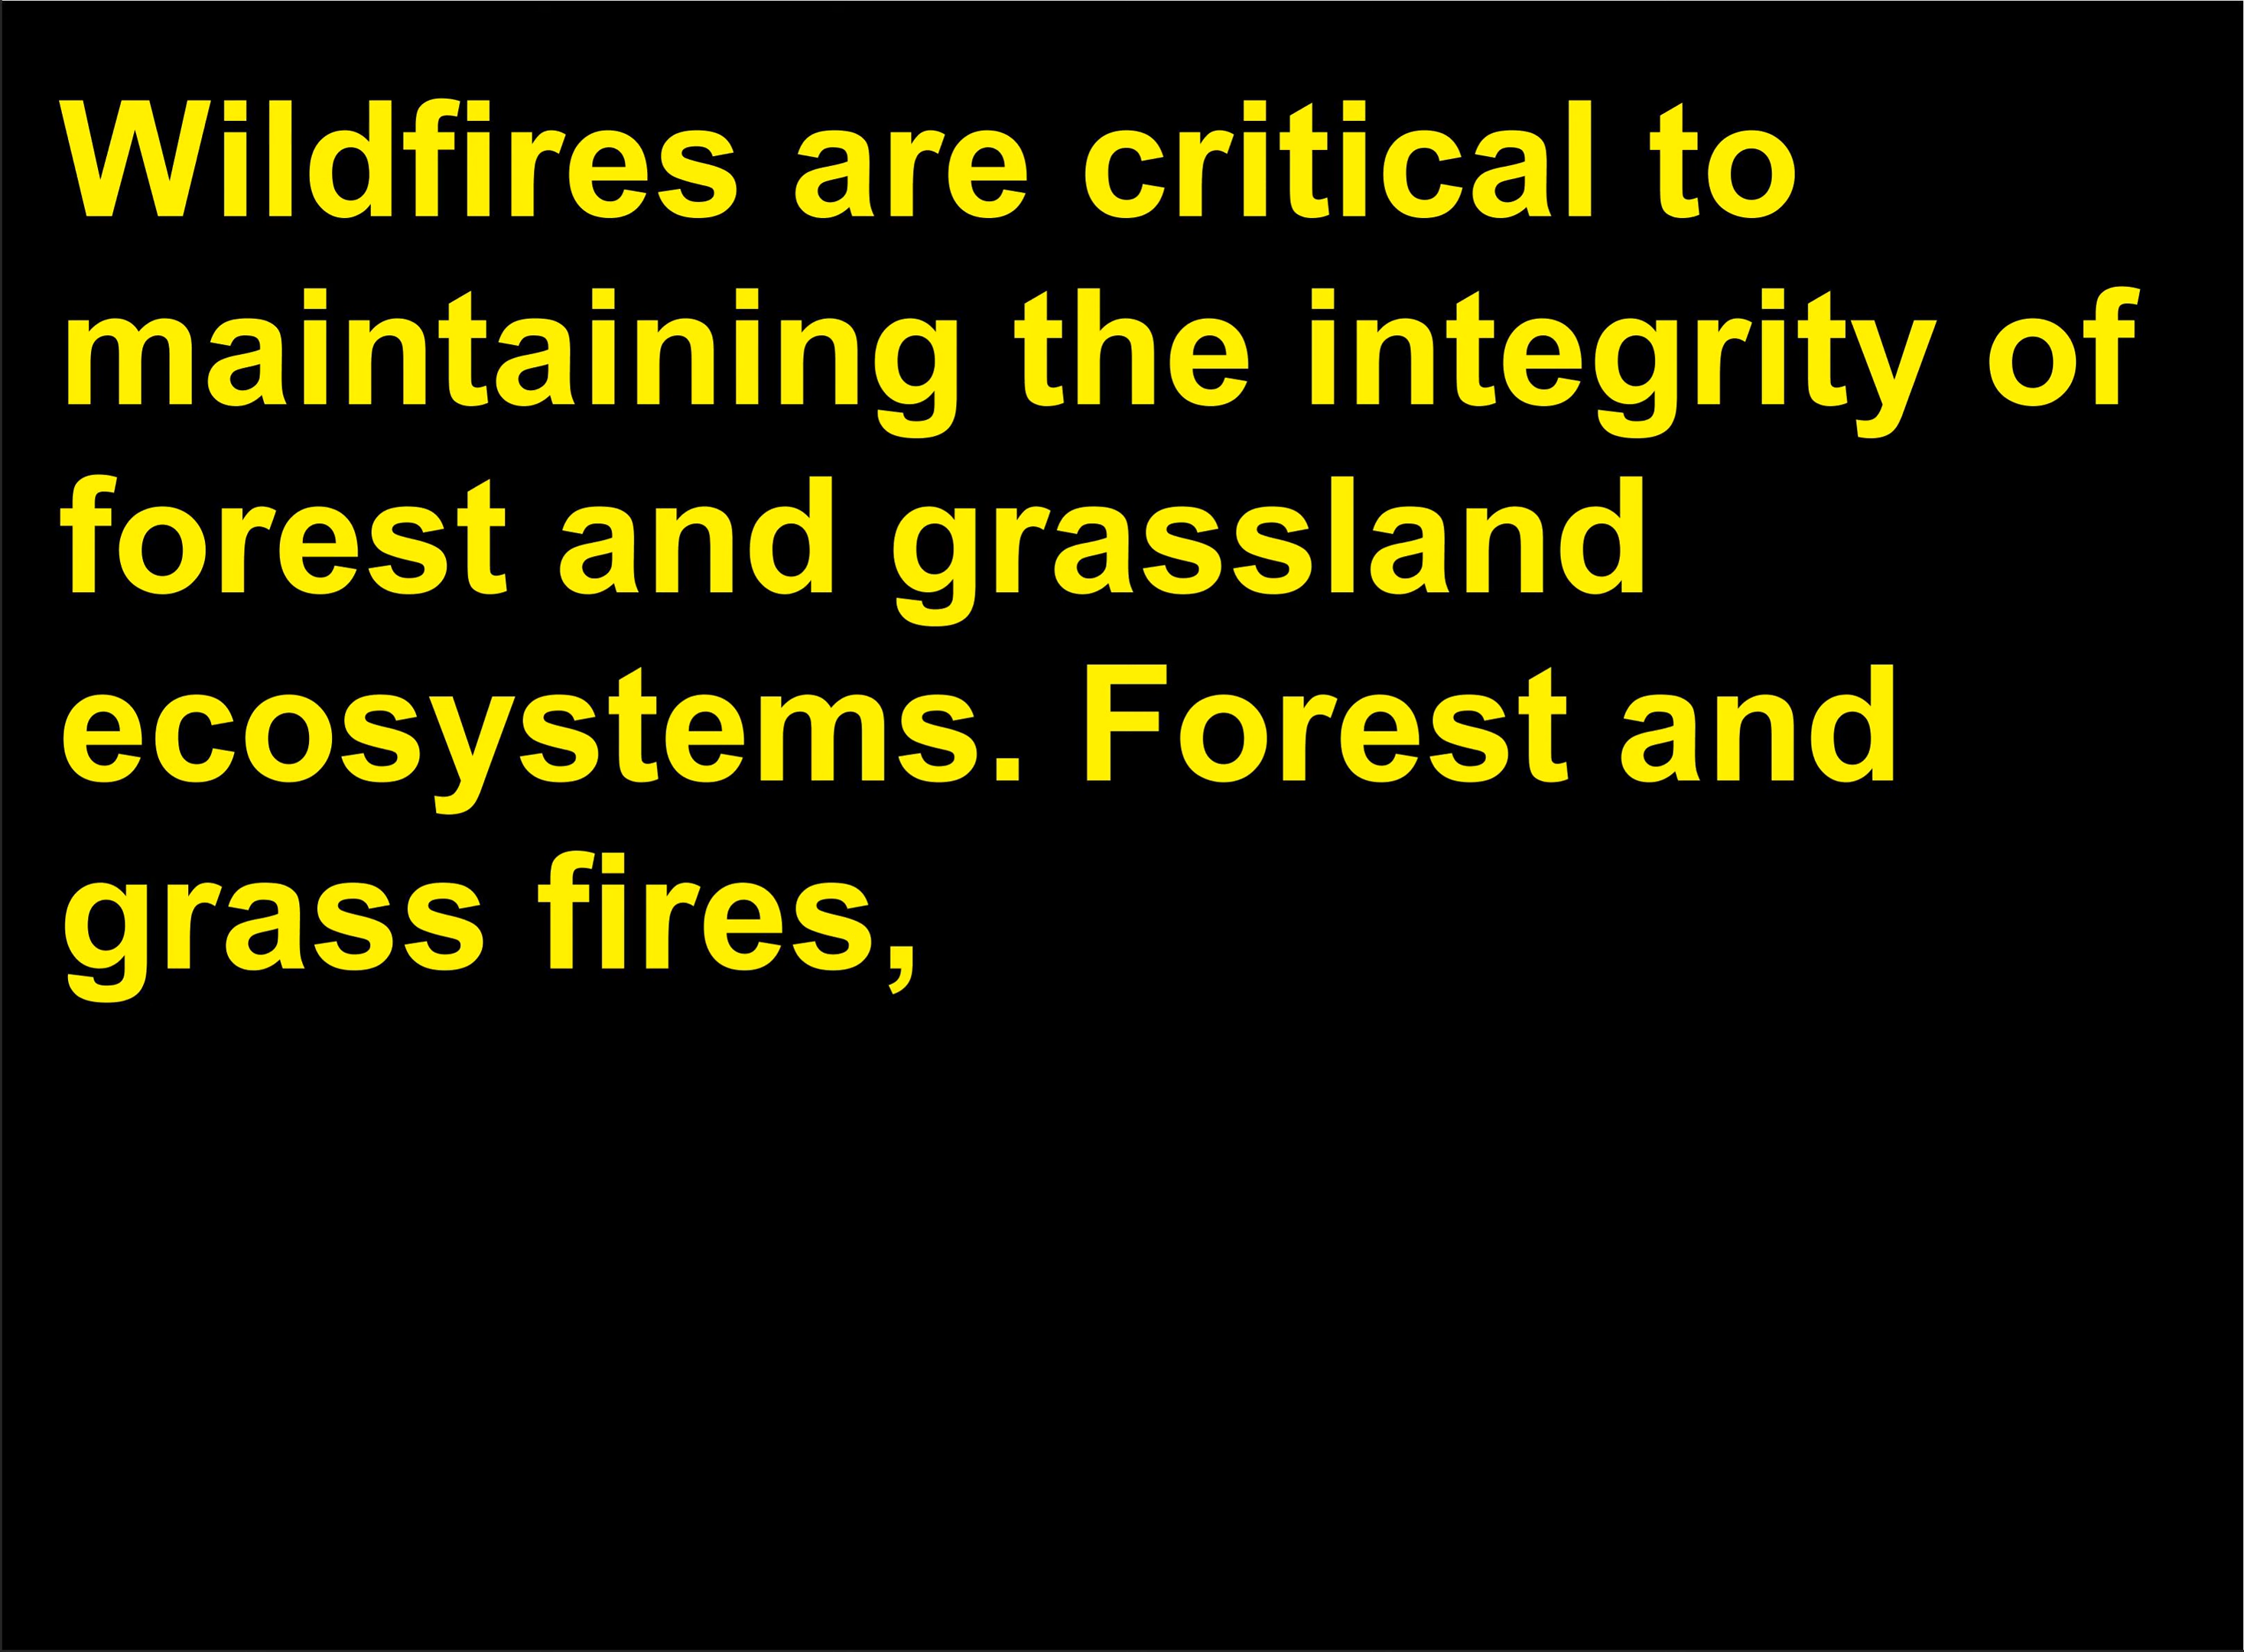 Wildfires are critical to
maintaining the integrity of
forest and grassland
ecosystems. Forest and
grass fires,